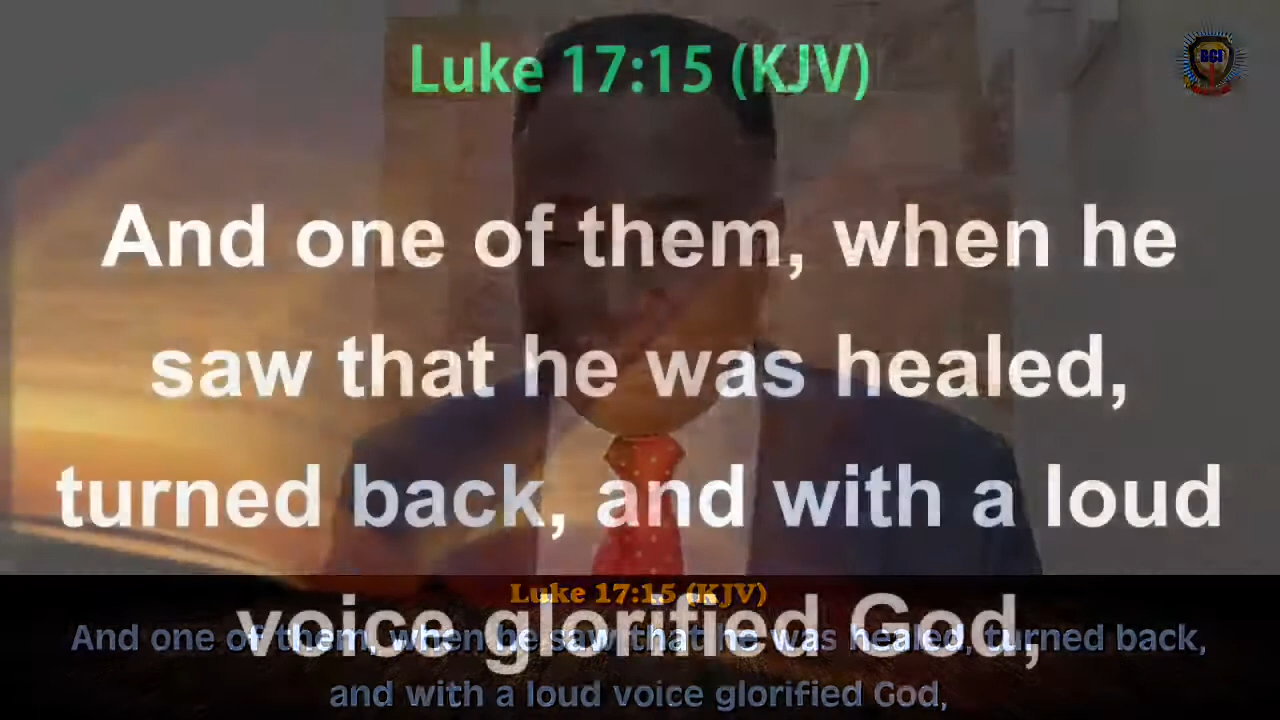 Luke 17:15 (KJV)
BCF
And one of them, when he
saw that he was healed,
turned back, and with a loud
voice glorified God,
Luke 17:15 (KJV)
And one of them, when he saw that he was healed, turned back,
and with a loud voice glorified God,